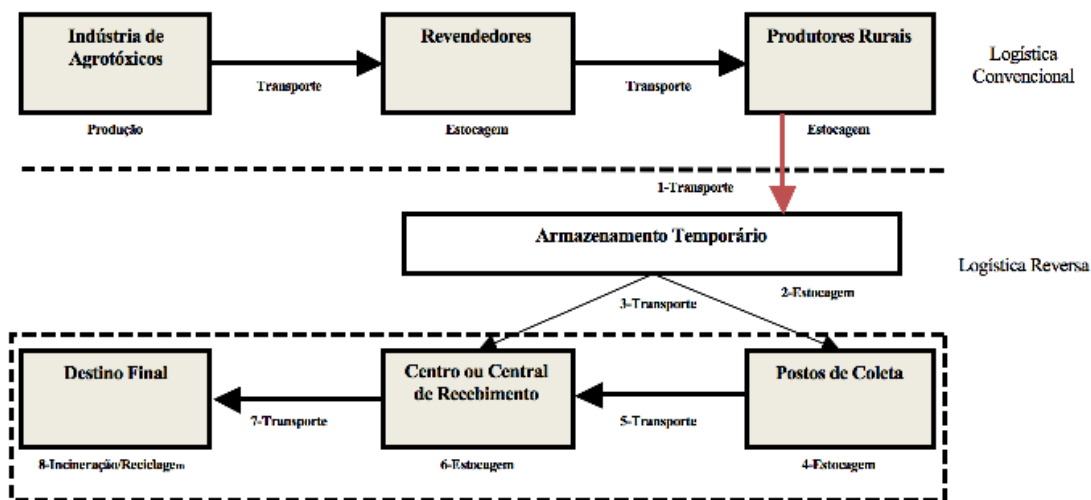 Indústria de
Agrotóxicos
Revendedores
Produtores Rurais
Logística
Convencional
Transporte
Transporte
Produção
Estocagem
Estocagem
1-Transporte
Armazenamento Temporário
Logística Reversa
2-Estocagem
3-Transporte
Destino Final
Centro ou Central
de Recebimento
Postos de Coleta
7-Transporte
5-Transporte
8-Incineração/Reciclagem
6-Estocagem
4-Estocagem